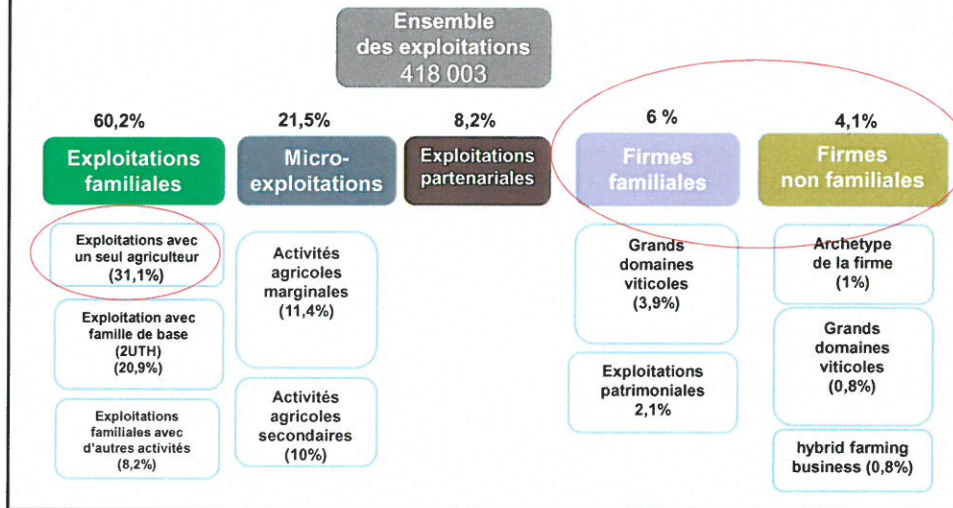 Ensemble
des exploitations
418 003
60,2%
21,5%
8,2%
6 %
4,1%
Exploitations
familiales
Micro-
exploitations
Exploitations
partenariales
Firmes
familiales
Firmes
non familiales
Exploitations avec
un seul agriculteur
(31,1%)
Exploitation avec
famille de base
(2UTH)
(20,9%)
Exploitations
familiales avec
d'autres activités
(8,2%)
Activités
agricoles
marginales
(11,4%)
Activités
agricoles
secondaires
(10%)
Grands
domaines
viticoles
(3,9%)
Exploitations
patrimoniales
2,1%
Archetype
de la firme
(1%)
Grands
domaines
viticoles
(0,8%)
hybrid farming
business (0,8%)